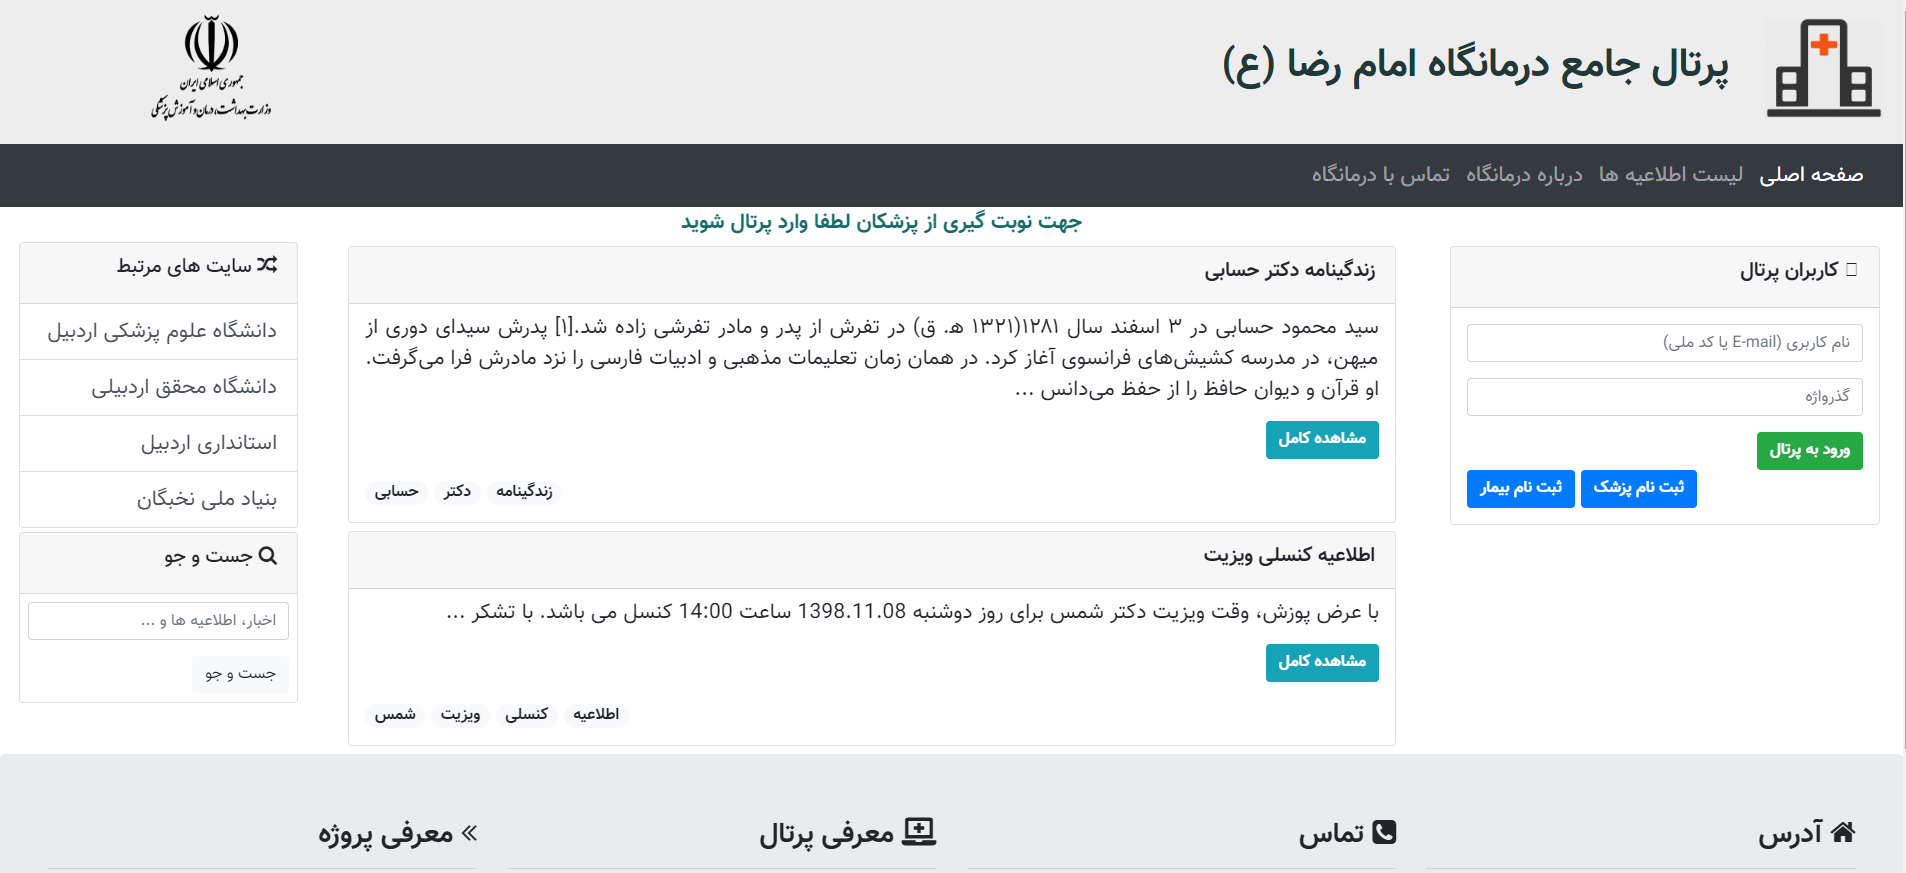 پرتال جامع درمانگاه امام رضا (ع)
جمهوری اسلامی ایران
وزارت بهداشت، درمان و آموزش پزشکی
صفحه اصلی لیست اطلاعیه ها درباره درمانگاه تماس با درمانگاه
جهت نوبت گیری از پزشکان لطفا وارد پرتال شوید
کاربران پرتال
نام کاربری (E-mail یا کد ملی)
گذرواژه
ورود به پرتال
ثبت نام پزشک ثبت نام بیمار
زندگینامه دکتر حسابی
سید محمود حسابی در ۳ اسفند سال ۱۲۸۱(۱۳۲۱ ه‍. ق) در تفرش از پدر و مادر تفرشی زاده شد.[۱] پدرش سیدای دوری از
میهن، در مدرسه کشیش‌های فرانسوی آغاز کرد. در همان زمان تعلیمات مذهبی و ادبیات فارسی را نزد مادرش فرا می‌گرفت.
او قرآن و دیوان حافظ را از حفظ می‌دانس ...
مشاهده کامل
زندگینامه دکتر حسابی
اطلاعیه کنسلی ویزیت
با عرض پوزش، وقت ویزیت دکتر شمس برای روز دوشنبه 1398.11.08 ساعت 14:00 کنسل می باشد. با تشکر ...
مشاهده کامل
اطلاعیه کنسلی ویزیت شمس
سایت های مرتبط
دانشگاه علوم پزشکی اردبیل
دانشگاه محقق اردبیلی
استانداری اردبیل
بنیاد ملی نخبگان
جست و جو
اخبار، اطلاعیه ها و ...
جست و جو
آدرس
تماس
معرفی پرتال
معرفی پروژه